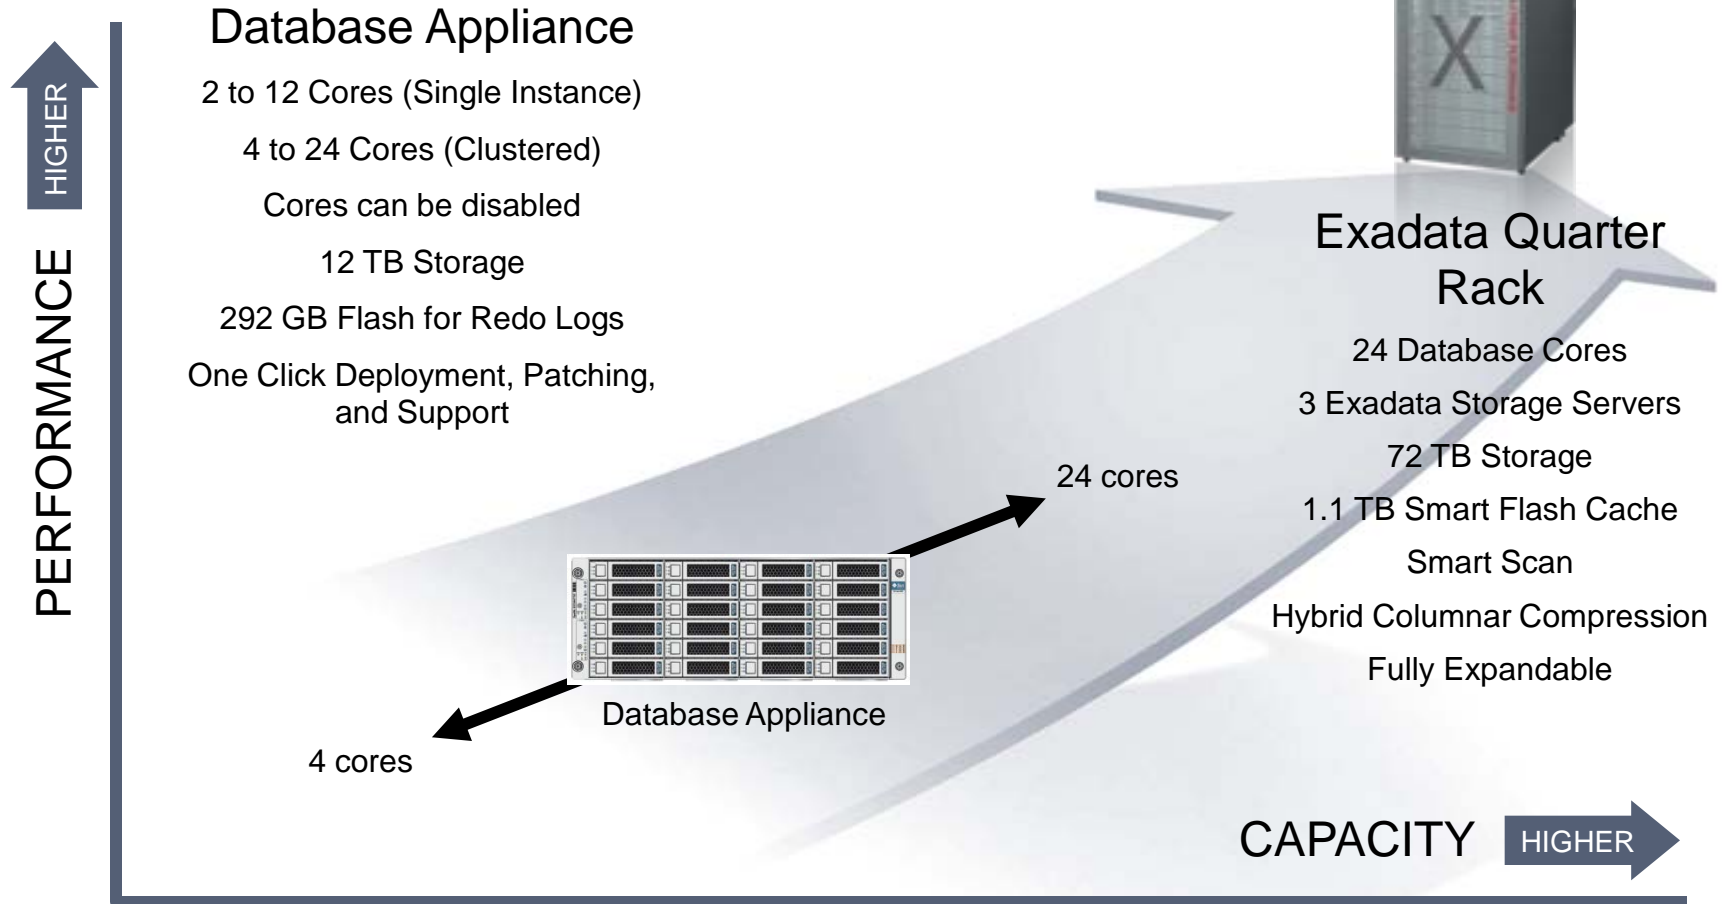 Database Appliance
2 to 12 Cores (Single Instance)
4 to 24 Cores (Clustered)
Cores can be disabled
12 TB Storage
292 GB Flash for Redo Logs
One Click Deployment, Patching,
and Support
HIGHER
PERFORMANCE
X
Exadata Quarter
Rack
24 Database Cores
3 Exadata Storage Servers
72 TB Storage
1.1 TB Smart Flash Cache
Smart Scan
Hybrid Columnar Compression
Fully Expandable
24 cores
Database Appliance
4 cores
CAPACITY
HIGHER